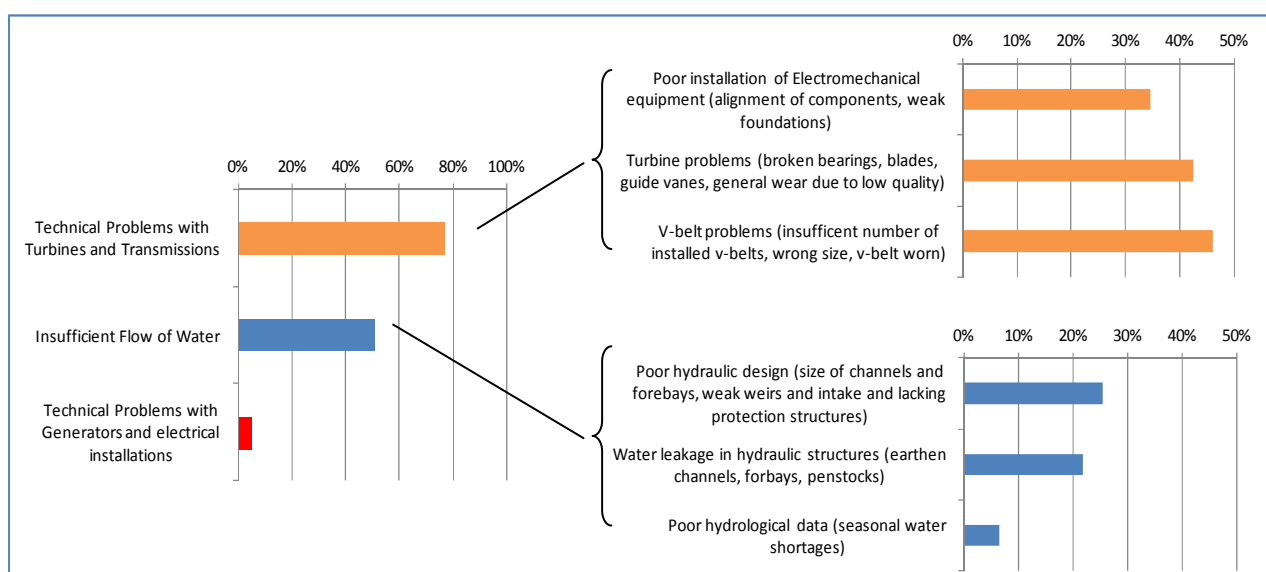 0% 20% 40% 60% 80% 100%
Technical Problems with
Turbines and Transmissions
Insufficient Flow of Water
Technical Problems with
Generators and electrical
installations
0% 10% 20% 30% 40% 50%
Poor installation of Electromechanical
equipment (alignment of components, weak
foundations)
Turbine problems (broken bearings, blades,
guide vanes, general wear due to low quality)
V-belt problems (insufficent number of
installed v-belts, wrong size, v-belt worn)
0% 10% 20% 30% 40% 50%
Poor hydraulic design (size of channels and
forebays, weak weirs and intake and lacking
protection structures)
Water leakage in hydraulic structures (earthen
channels, forbays, penstocks)
Poor hydrological data (seasonal water
shortages)